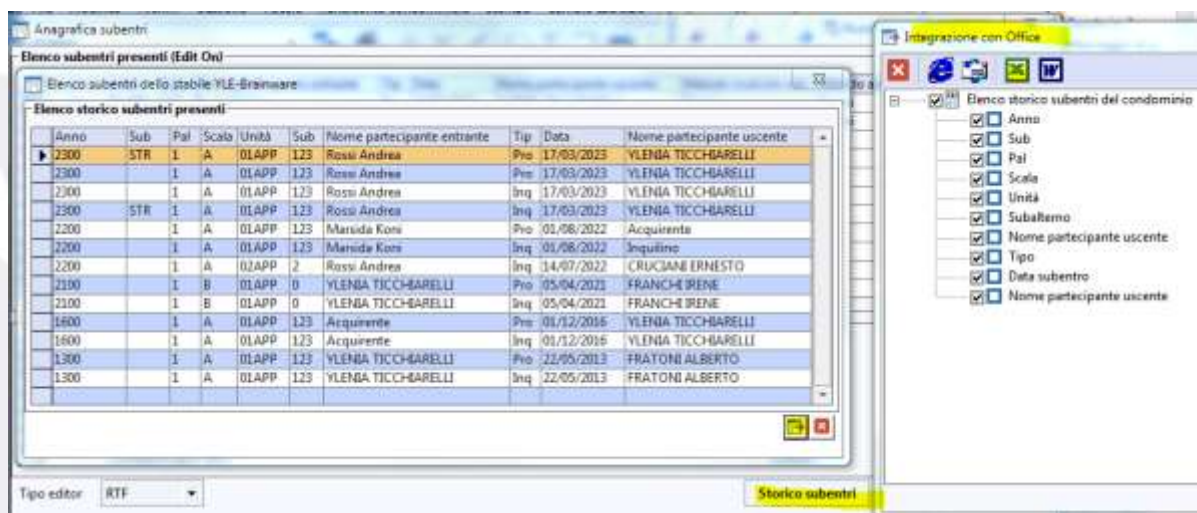 Anagrafica subentri
Elenco subentri presenti (Edit On)
Elenco subentri dello stabile YLE-Brainware
Elenco storico subentri presenti
Anno Sub Pal Scala Unità Sub Nome partecipante entrante Tip Data Nome partecipante uscente
2300 STR 1 A 01APP 123 Rossi Andrea Pro 17/03/2023 YLENIA TICCHIARELLI
2300 1 A 01APP 123 Rossi Andrea Pro 17/03/2023 YLENIA TICCHIARELLI
2300 1 A 01APP 123 Rossi Andrea Inq 17/03/2023 YLENIA TICCHIARELLI
2300 STR 1 A 01APP 123 Rossi Andrea Inq 17/03/2023 YLENIA TICCHIARELLI
2200 1 A 01APP 123 Marsida Koni Pro 01/08/2022 Acquirente
2200 1 A 01APP 123 Marsida Koni Inq 01/08/2022 Inquilino
2200 1 A 02APP 2 Rossi Andrea Inq 14/07/2022 CRUCIANI ERNESTO
2100 1 B 01APP 0 YLENIA TICCHIARELLI Pro 05/04/2021 FRANCHI IRENE
2100 1 B 01APP 0 YLENIA TICCHIARELLI Inq 05/04/2021 FRANCHI IRENE
1600 1 A 01APP 123 Acquirente Pro 01/12/2016 YLENIA TICCHIARELLI
1600 1 A 01APP 123 Acquirente Inq 01/12/2016 YLENIA TICCHIARELLI
1300 1 A 01APP 123 YLENIA TICCHIARELLI Pro 22/05/2013 FRATONI ALBERTO
1300 1 A 01APP 123 YLENIA TICCHIARELLI Inq 22/05/2013 FRATONI ALBERTO
Tipo editor RTF
Storico subentri
Integrazione con Office
Elenco storico subentri del condominio
Anno
Sub
Pal
Scala
Unità
Subalterno
Nome partecipante uscente
Tipo
Data subentro
Nome partecipante uscente